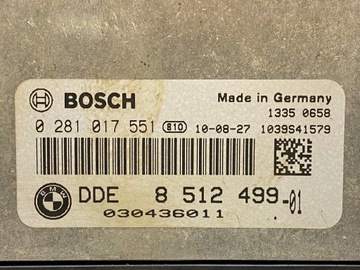 BOSCH Made in Germany
1335 0658
0 281 017 551 810 10-08-27 1039S41579
BMW DDE 8 512 499-01
030436011